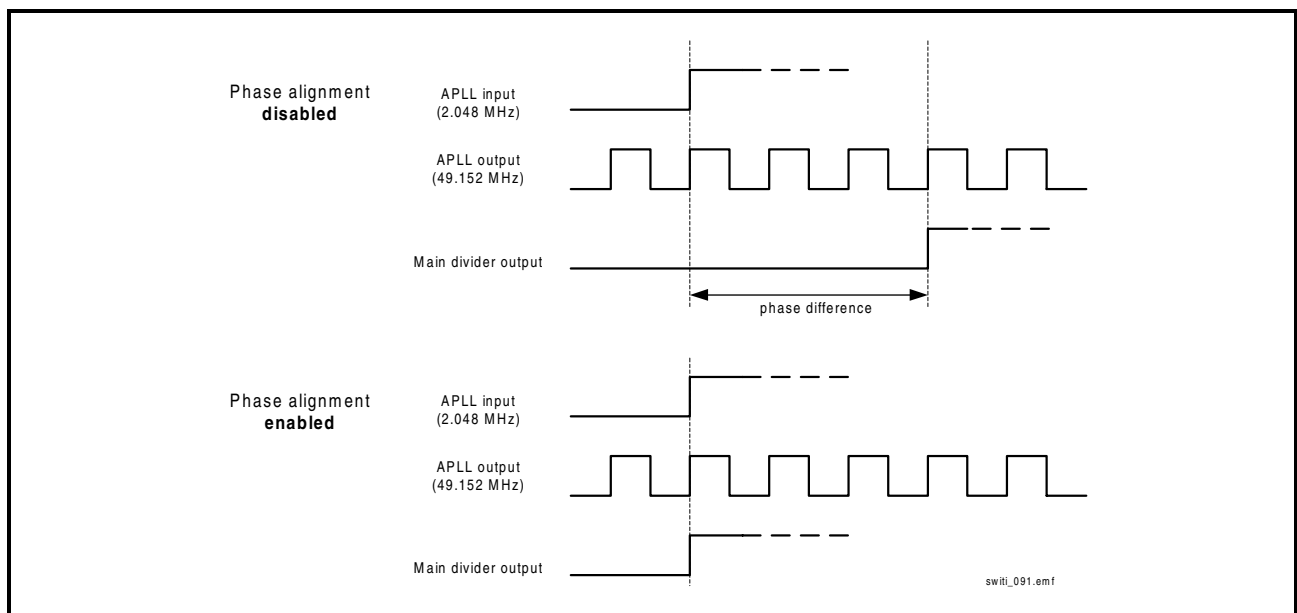 Phase alignment
disabled
APLL input
(2.048 MHz)
APLL output
(49.152 MHz)
Main divider output
phase difference
Phase alignment
enabled
APLL input
(2.048 MHz)
APLL output
(49.152 MHz)
Main divider output
switi_091.emf